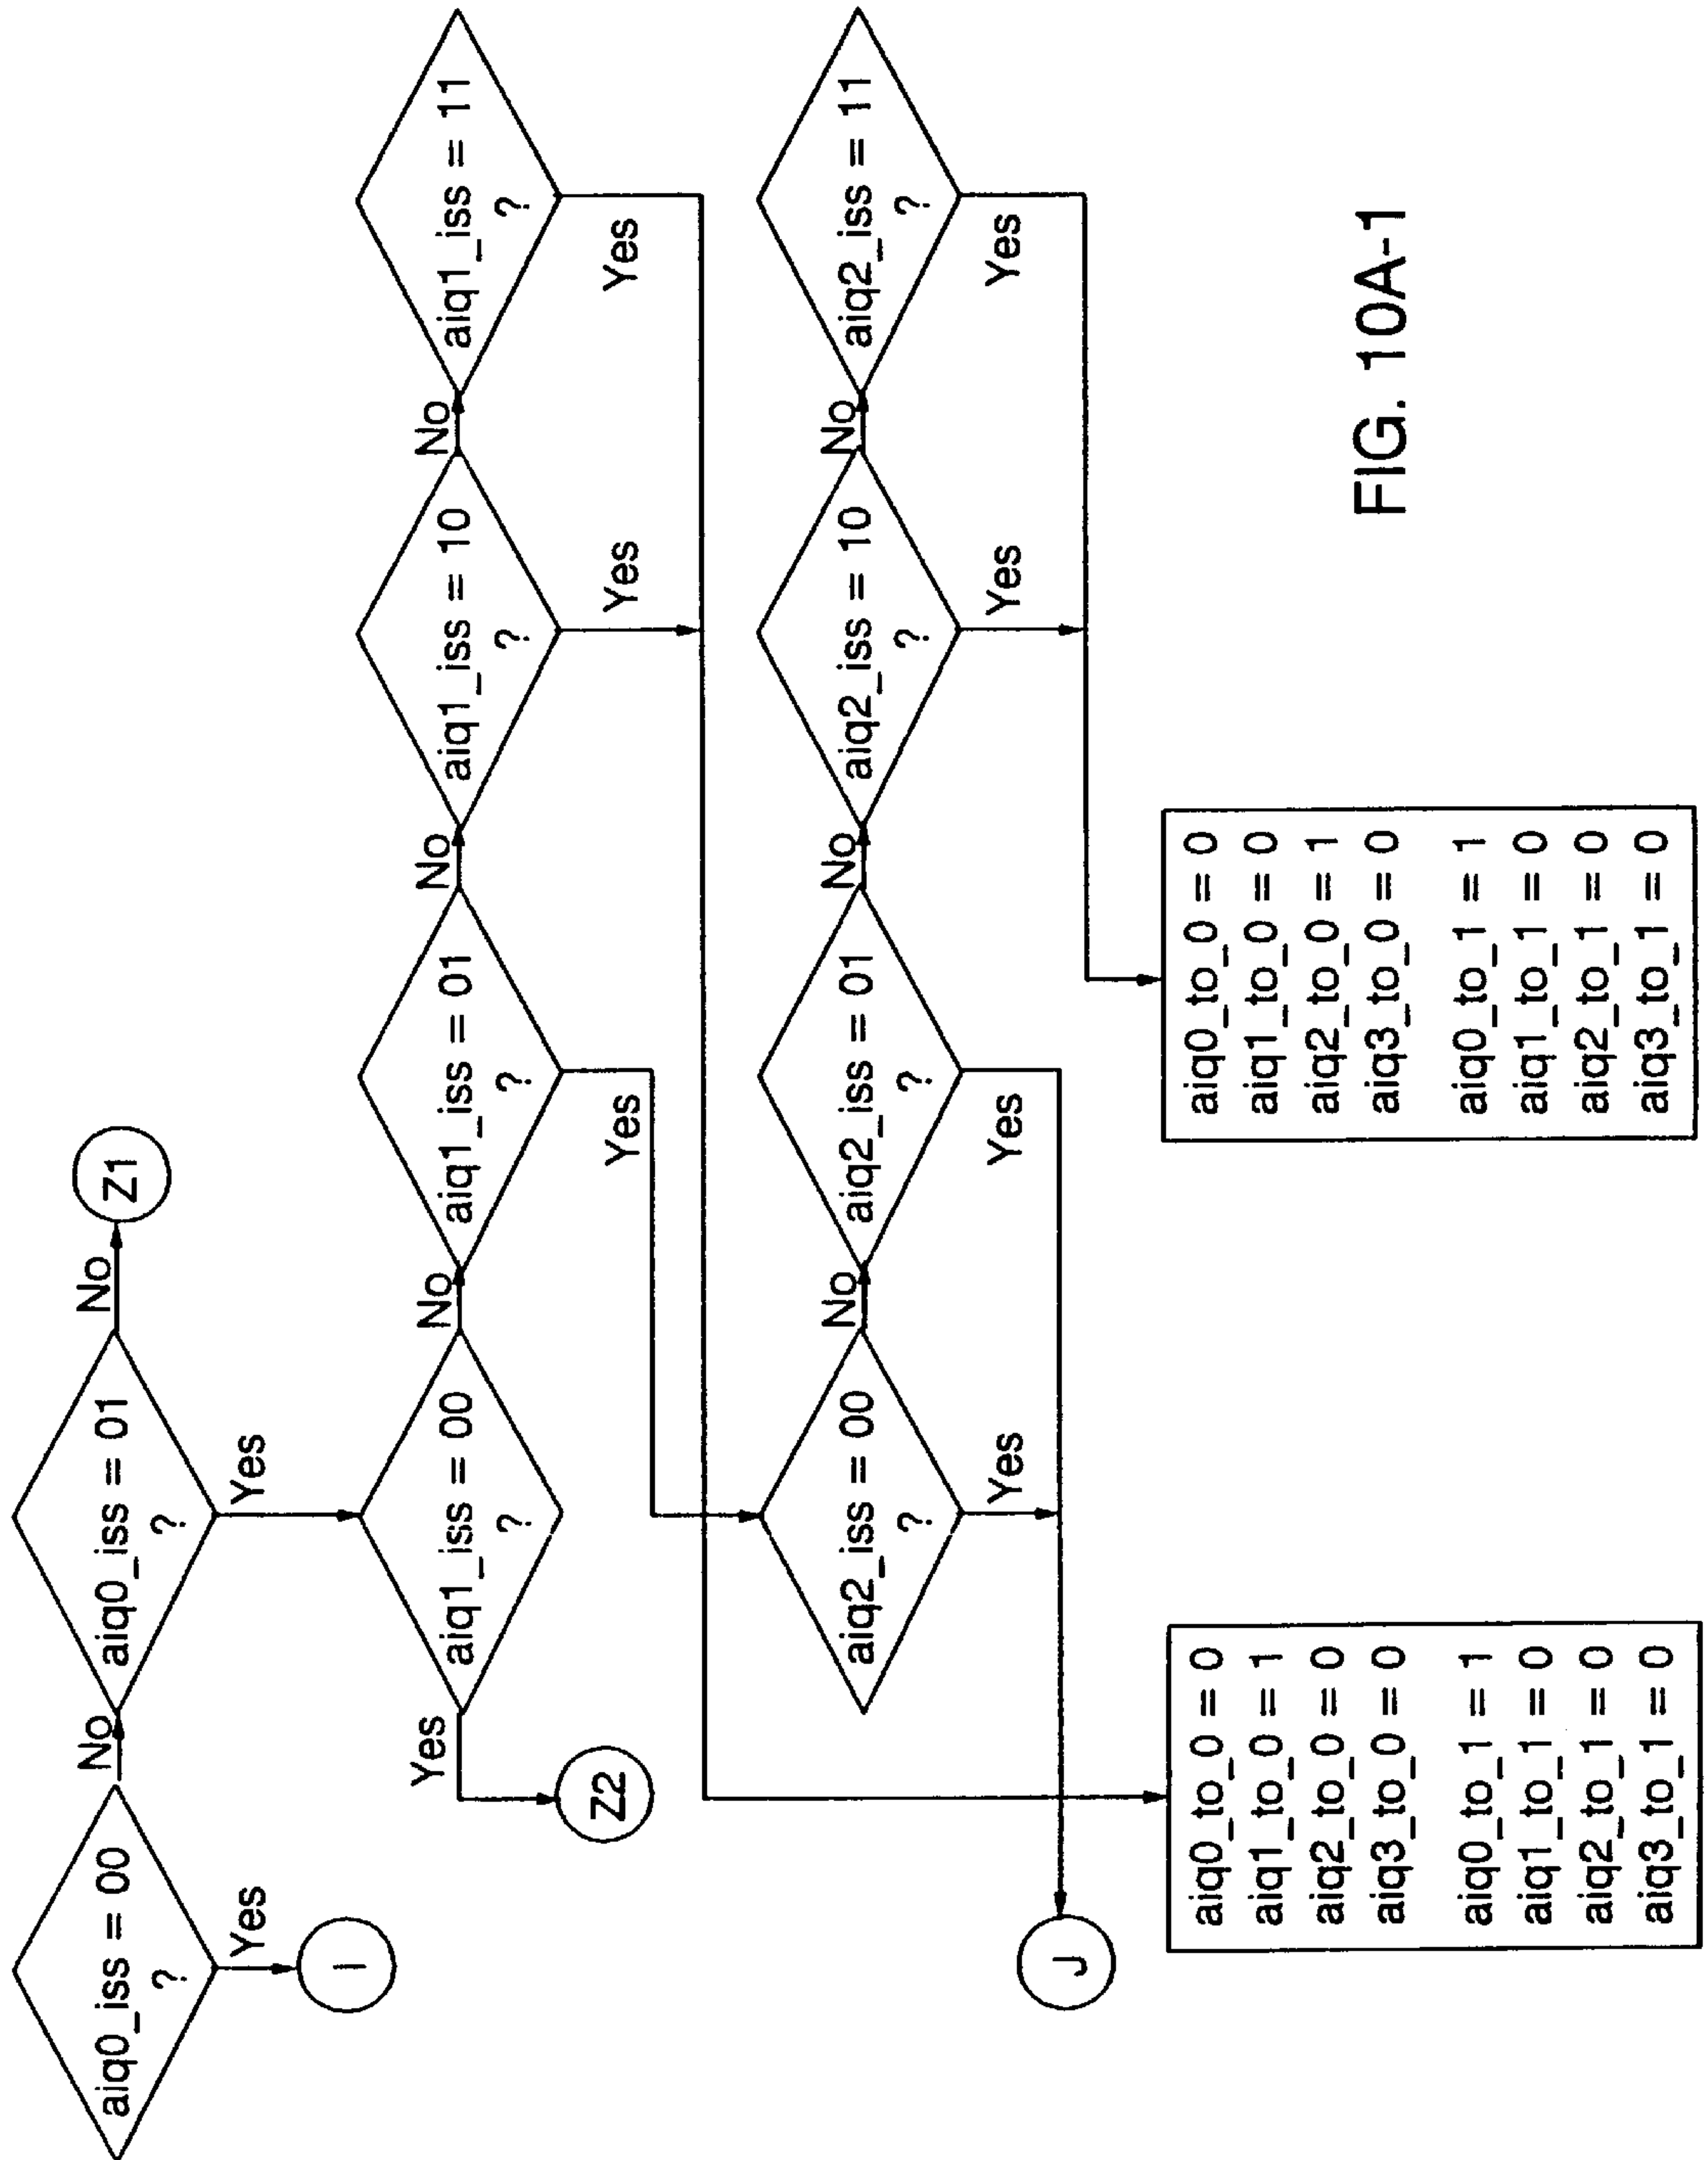 aiq0_iss = 00
?
No
aiq0_iss = 01
?
No
Z1
Yes
I
Yes
aiq1_iss = 00
?
No
aiq1_iss = 01
?
No
aiq1_iss = 10
?
No
aiq1_iss = 11
?
Yes
Z2
Yes
Yes
Yes
aiq2_iss = 00
?
No
aiq2_iss = 01
?
No
aiq2_iss = 10
?
No
aiq2_iss = 11
?
Yes
Yes
Yes
Yes
J
aiq0_to_0 = 0
aiq1_to_0 = 1
aiq2_to_0 = 0
aiq3_to_0 = 0
aiq0_to_1 = 1
aiq1_to_1 = 0
aiq2_to_1 = 0
aiq3_to_1 = 0
aiq0_to_0 = 0
aiq1_to_0 = 0
aiq2_to_0 = 1
aiq3_to_0 = 0
aiq0_to_1 = 1
aiq1_to_1 = 0
aiq2_to_1 = 0
aiq3_to_1 = 0
FIG. 10A-1